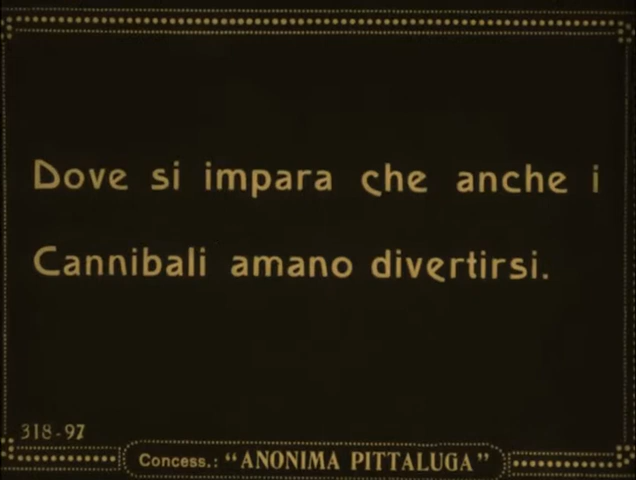 Dove si impara che anche i
Cannibali amano divertirsi.
318-97
Concess.: "ANONIMA PITTALUGA"